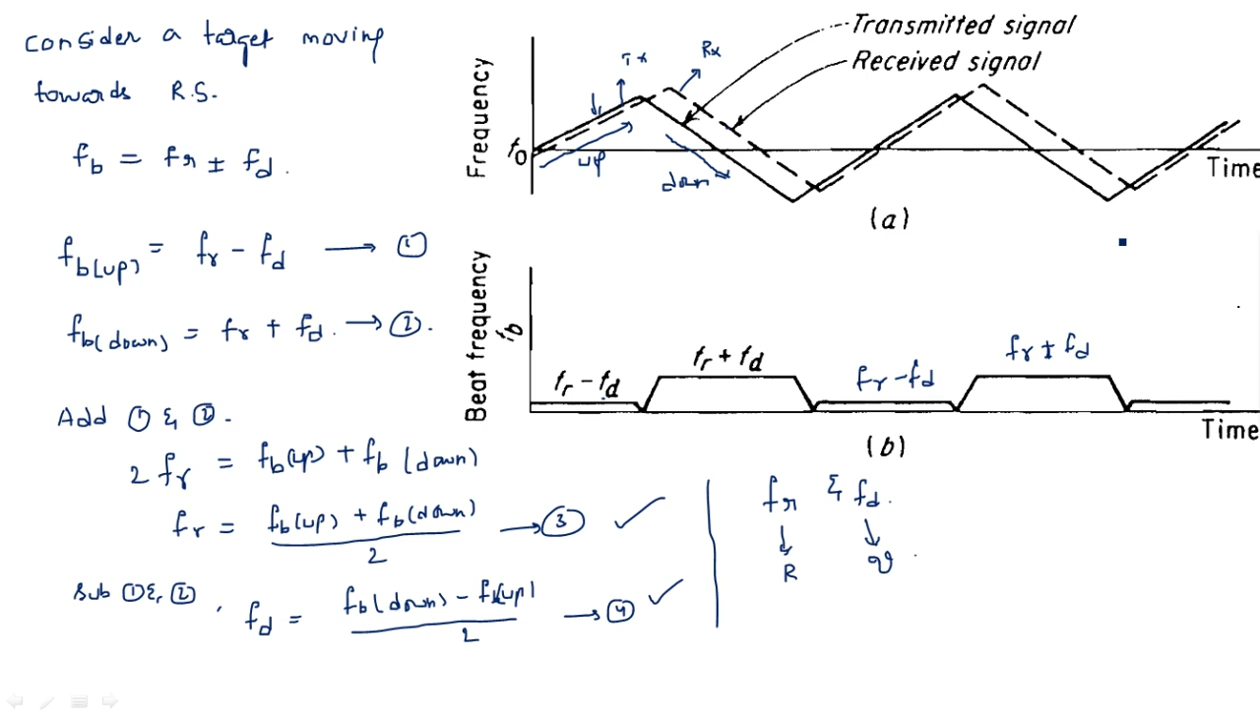 consider a target moving
towards R.S.
fb = fr ± fd.
fb(up) = fr - fd → ①
fb(down) = fr + fd. → ②.
Add ① & ②.
2 fr = fb(up) + fb(down)
fr = fb(up) + fb(down) / 2 → ③ ✓
Sub ① & ②, fd = fb(down) - fb(up) / 2 → ④ ✓
Transmitted signal
Received signal
Tx
Rx
Frequency
fo
up
down
Time
(a)
Beat frequency
fb
fr - fd
fr + fd
fr - fd
fr ± fd
Time
(b)
fr & fd.
↓ ↓
R v